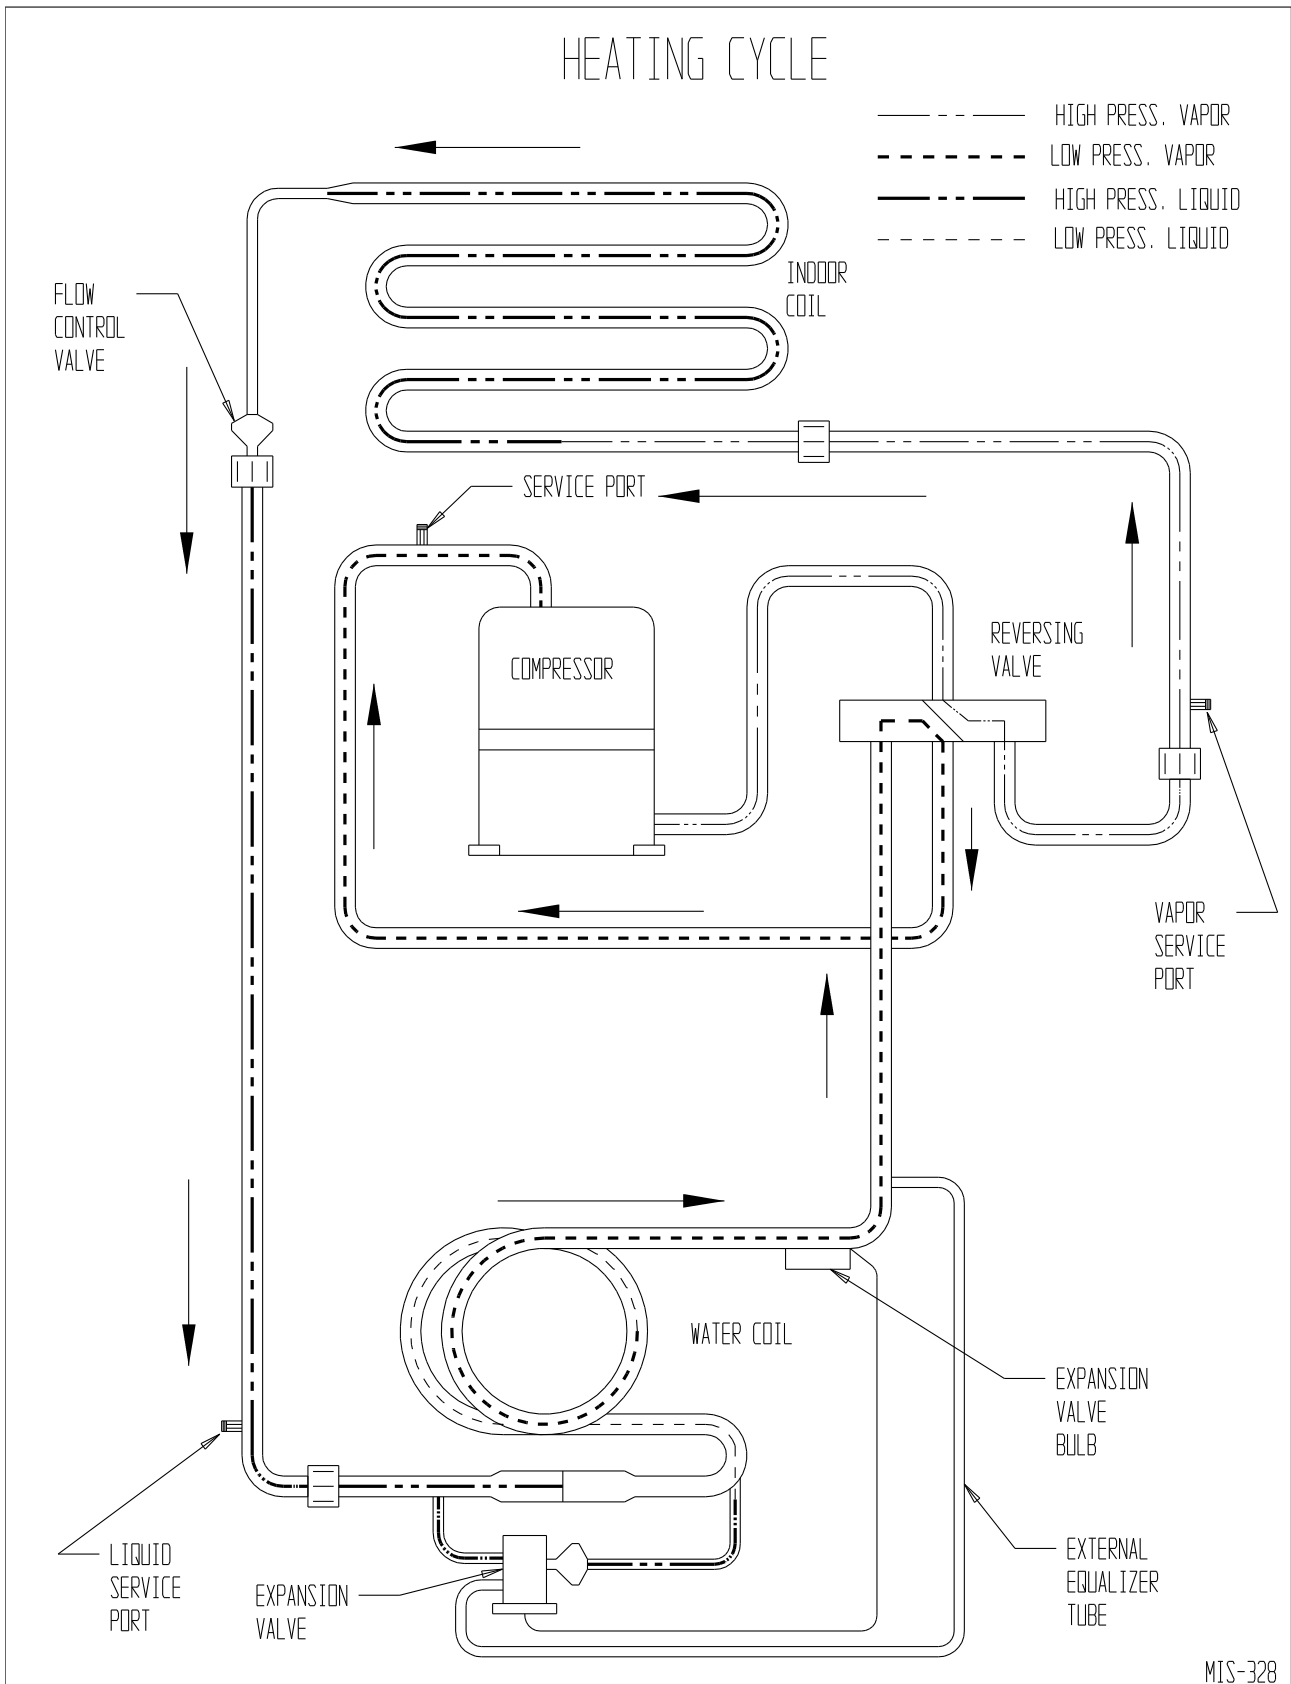 HEATING CYCLE
HIGH PRESS. VAPOR
LOW PRESS. VAPOR
HIGH PRESS. LIQUID
LOW PRESS. LIQUID
INDOOR
COIL
FLOW
CONTROL
VALVE
SERVICE PORT
REVERSING
VALVE
COMPRESSOR
VAPOR
SERVICE
PORT
WATER COIL
EXPANSION
VALVE
BULB
LIQUID
SERVICE
PORT
EXPANSION
VALVE
EXTERNAL
EQUALIZER
TUBE
MIS-328